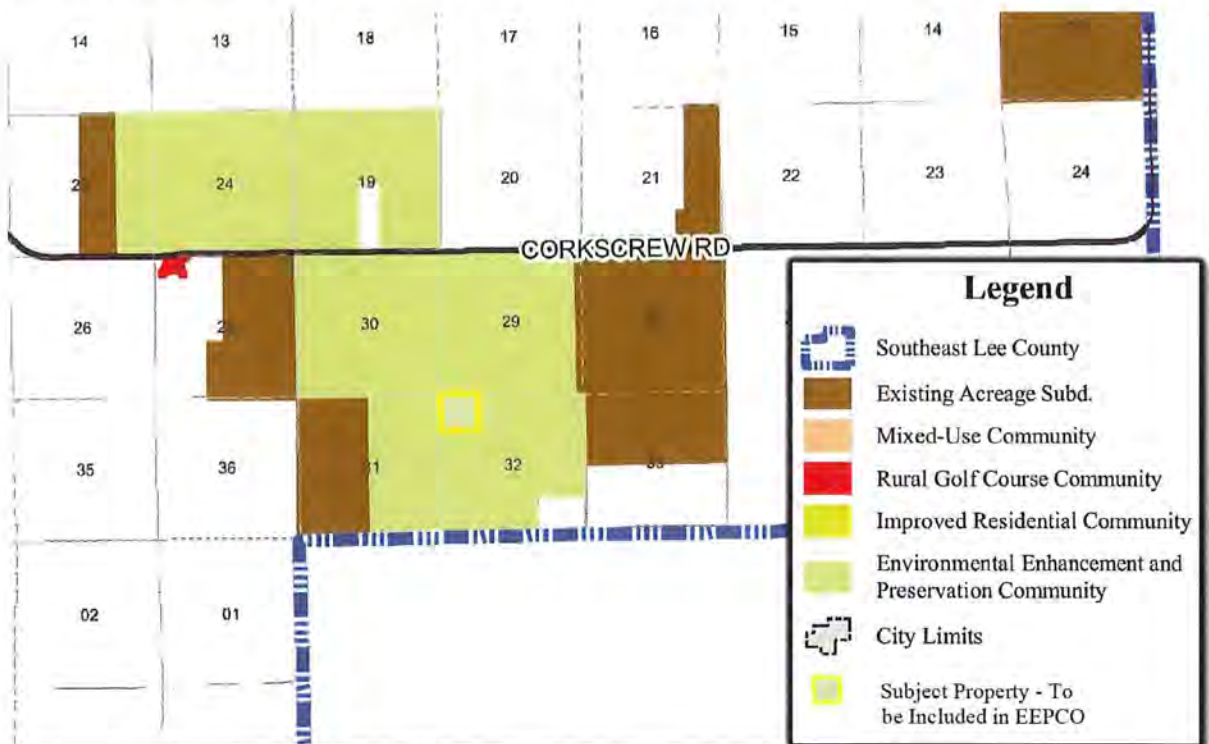 14 13 18 17 16 15 14
24 19 20 21 22 23 24
CORKSCREW RD
26 30 29
35 36 32
02 01
Legend
Southeast Lee County
Existing Acreage Subd.
Mixed-Use Community
Rural Golf Course Community
Improved Residential Community
Environmental Enhancement and
Preservation Community
City Limits
Subject Property - To
be Included in EEPCO